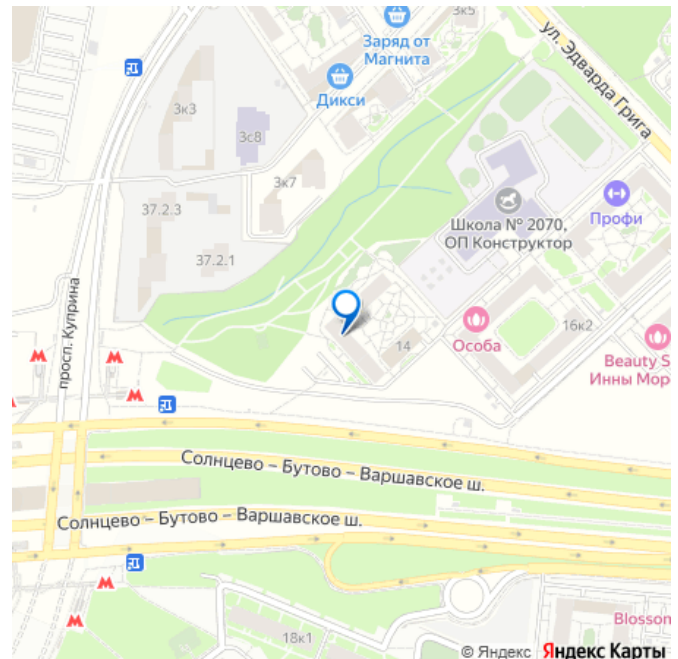 3к5
Заряд от
Магнита
ул. Эдварда Грига
Дикси
3к3
3с8
3к7
Школа № 2070,
ОП Конструктор
Профи
37.2.3
37.2.1
просп. Куприна
14
Особа
16к2
Beauty S
Инны Мор
Солнцево – Бутово – Варшавское ш.
Солнцево – Бутово – Варшавское ш.
18к1
Blosson
© Яндекс Яндекс Карты